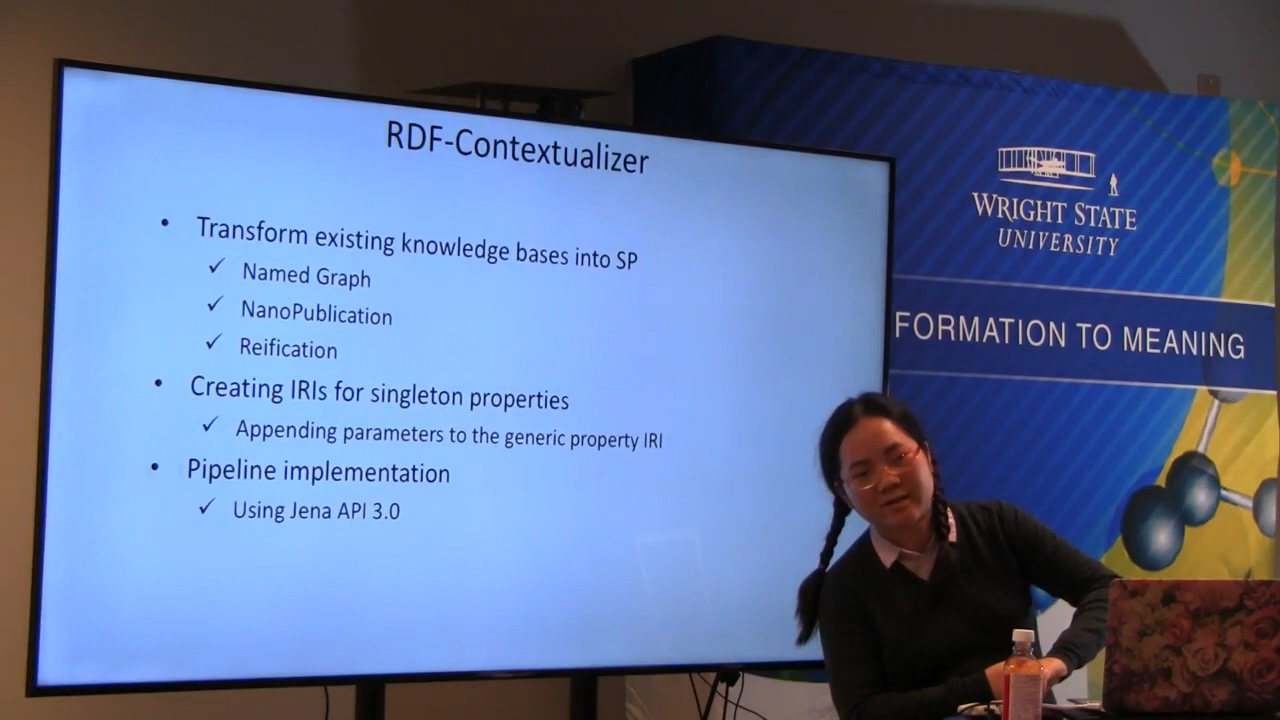 RDF-Contextualizer
• Transform existing knowledge bases into SP
✓ Named Graph
✓ NanoPublication
✓ Reification
• Creating IRIs for singleton properties
✓ Appending parameters to the generic property IRI
• Pipeline implementation
✓ Using Jena API 3.0
WRIGHT STATE
UNIVERSITY
FORMATION TO MEANING